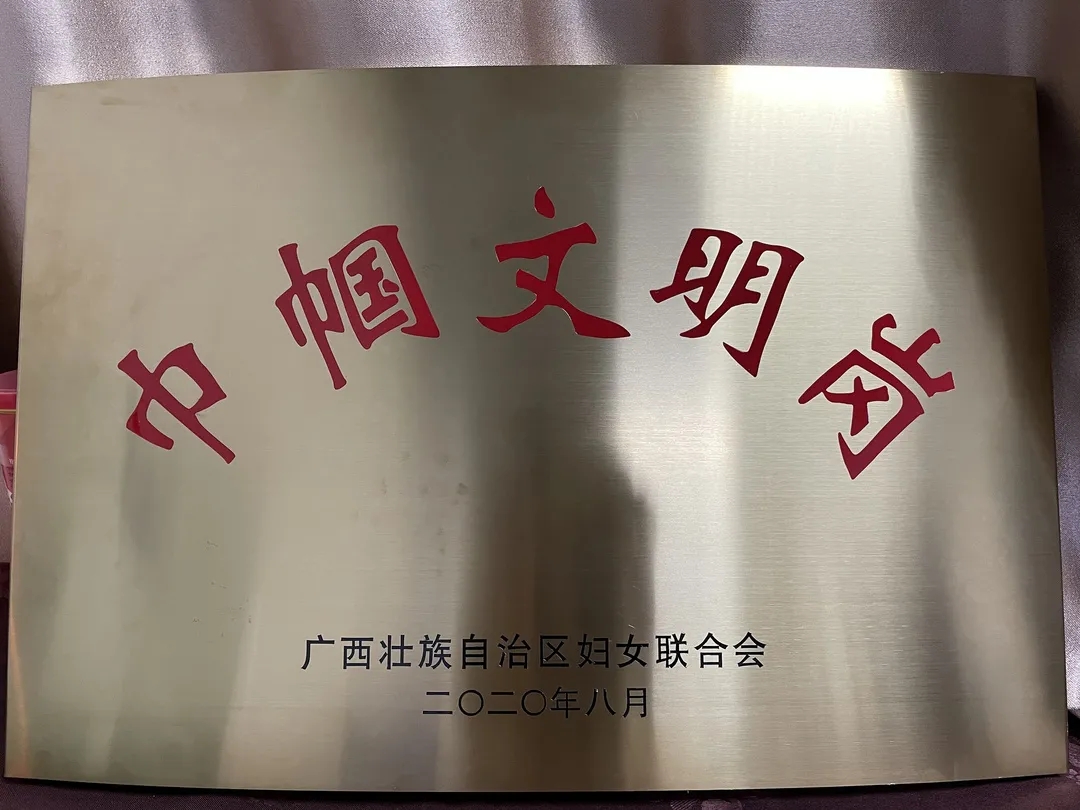 巾帼文明岗
广西壮族自治区妇女联合会
二〇二〇年八月